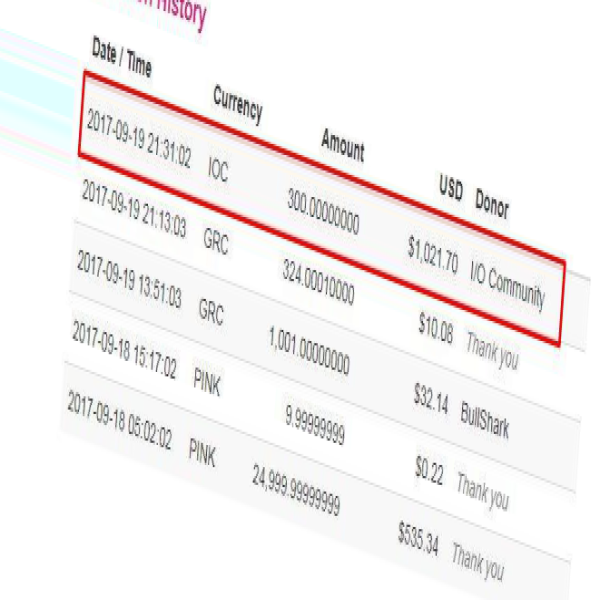 History
Date / Time Currency Amount USD Donor
2017-09-19 21:31:02 IOC 300.00000000 $1,021.70 I/O Community
2017-09-19 21:13:03 GRC 324.00010000 $10.08 Thank you
2017-09-19 13:51:03 GRC 1,001.00000000 $32.14 BullShark
2017-09-18 15:17:02 PINK 9.99999999 $0.22 Thank you
2017-09-18 05:02:02 PINK 24,999.99999999 $535.34 Thank you